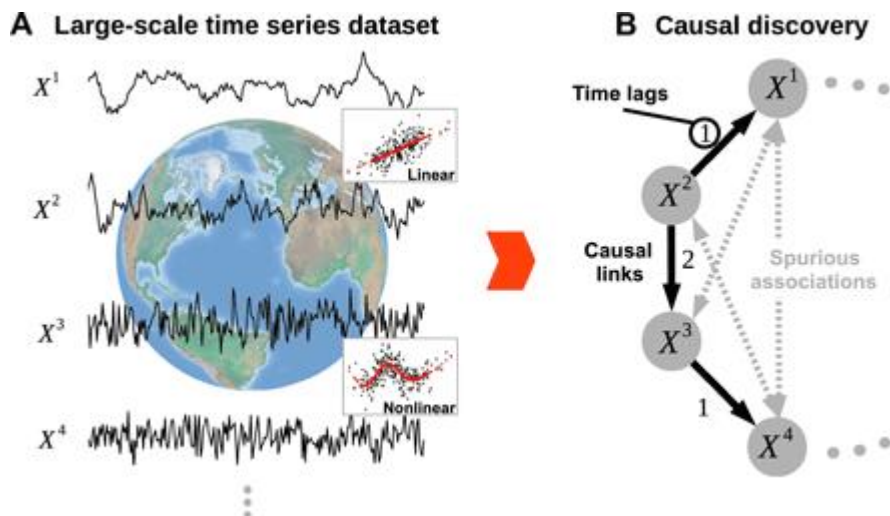 A Large-scale time series dataset
X¹
X²
X³
X⁴
Linear
Nonlinear
B Causal discovery
Time lags
1
X¹
X²
Causal
links
2
Spurious
associations
X³
1
X⁴